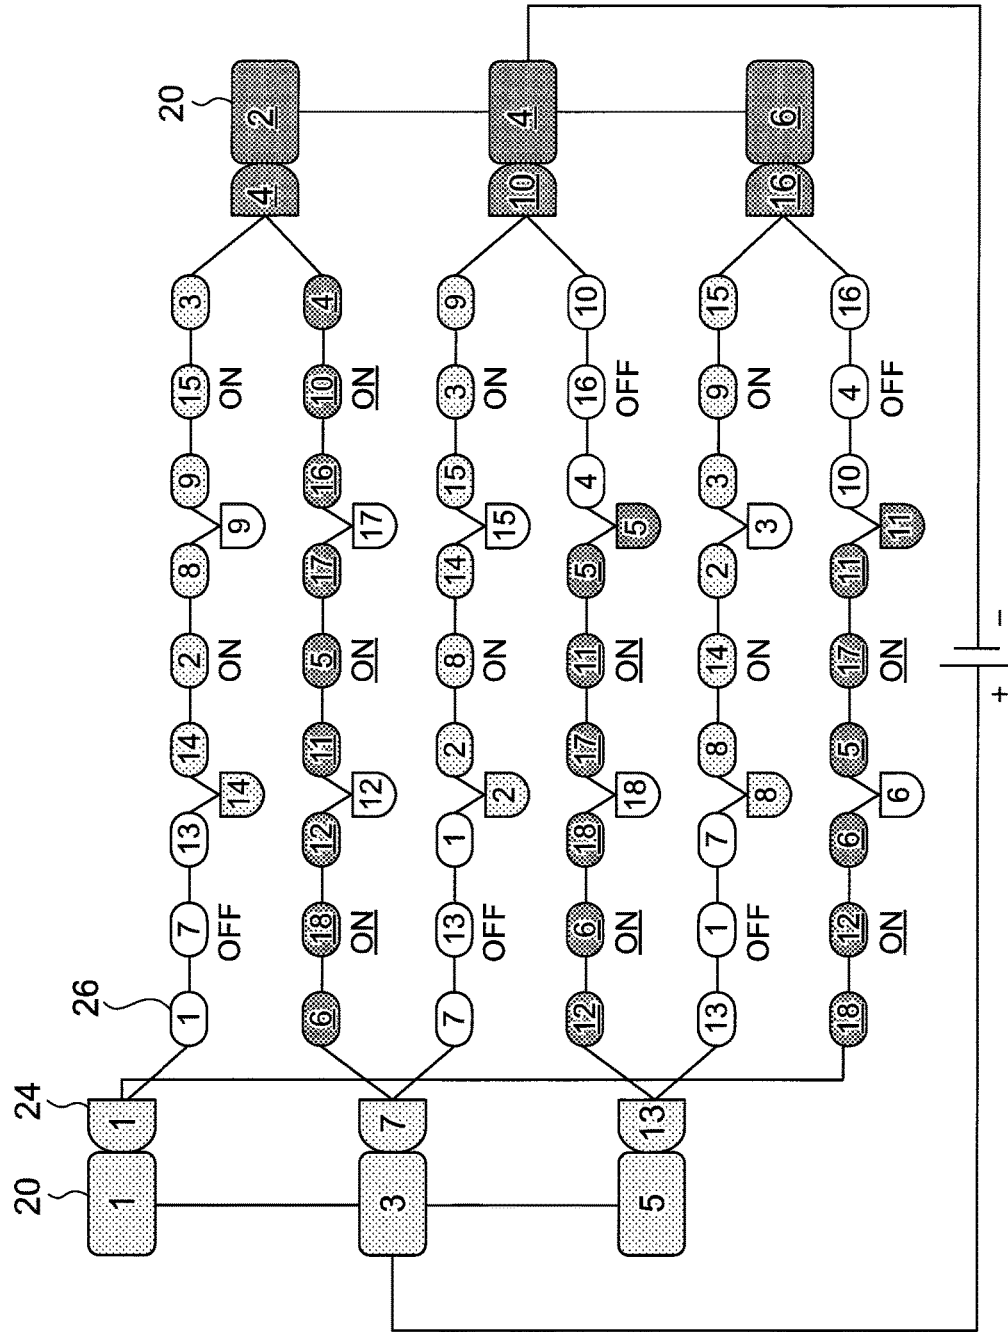 20 24
26
1 1
20
1 7 13 14 2 8 9 15 3
OFF 14 ON 9 ON
4 2
6 18 12 11 5 17 16 10 4
ON 12 ON 17 ON
3 7
7 13 1 2 8 14 15 3 9
OFF 2 ON 15 ON
10 4
12 6 18 17 11 5 4 16 10
ON 18 ON 5 OFF
5 13
13 1 7 8 14 2 3 9 15
OFF 8 ON 3 ON
16 6
18 12 6 5 17 11 10 4 16
ON 6 ON 11 OFF
+ −